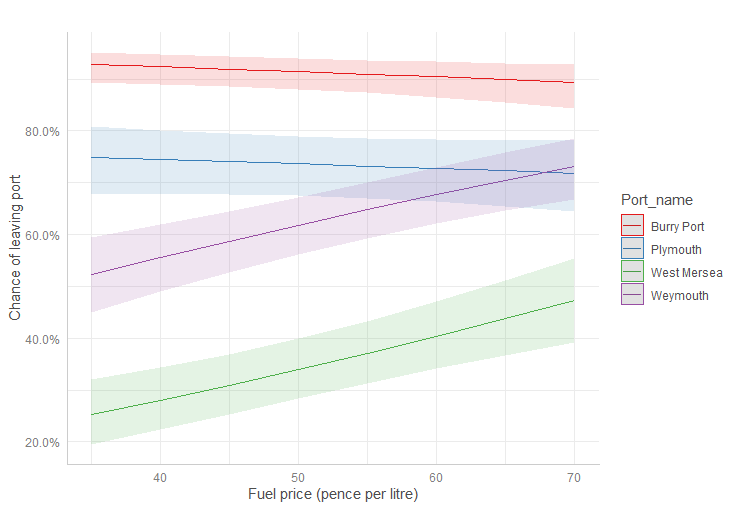 Chance of leaving port
80.0%
60.0%
40.0%
20.0%
40
50
60
70
Fuel price (pence per litre)
Port_name
Burry Port
Plymouth
West Mersea
Weymouth